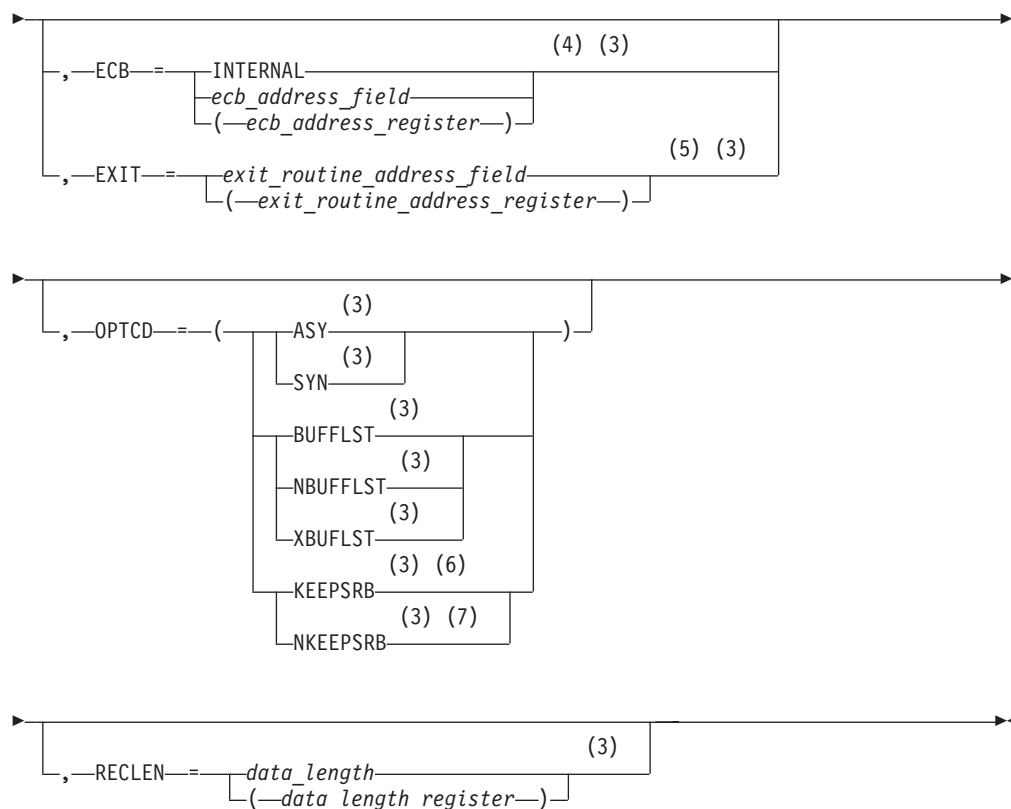 (4) (3)
, ECB = INTERNAL
ecb_address_field
( ecb_address_register )
(5) (3)
, EXIT = exit_routine_address_field
( exit_routine_address_register )
(3)
, OPTCD = ( ASY )
(3)
SYN
(3)
BUFFLST
(3)
NBUFFLST
(3)
XBUFLST
(3) (6)
KEEPSRB
(3) (7)
NKEEPSRB
(3)
, RECLEN = data_length
( data_length_register )